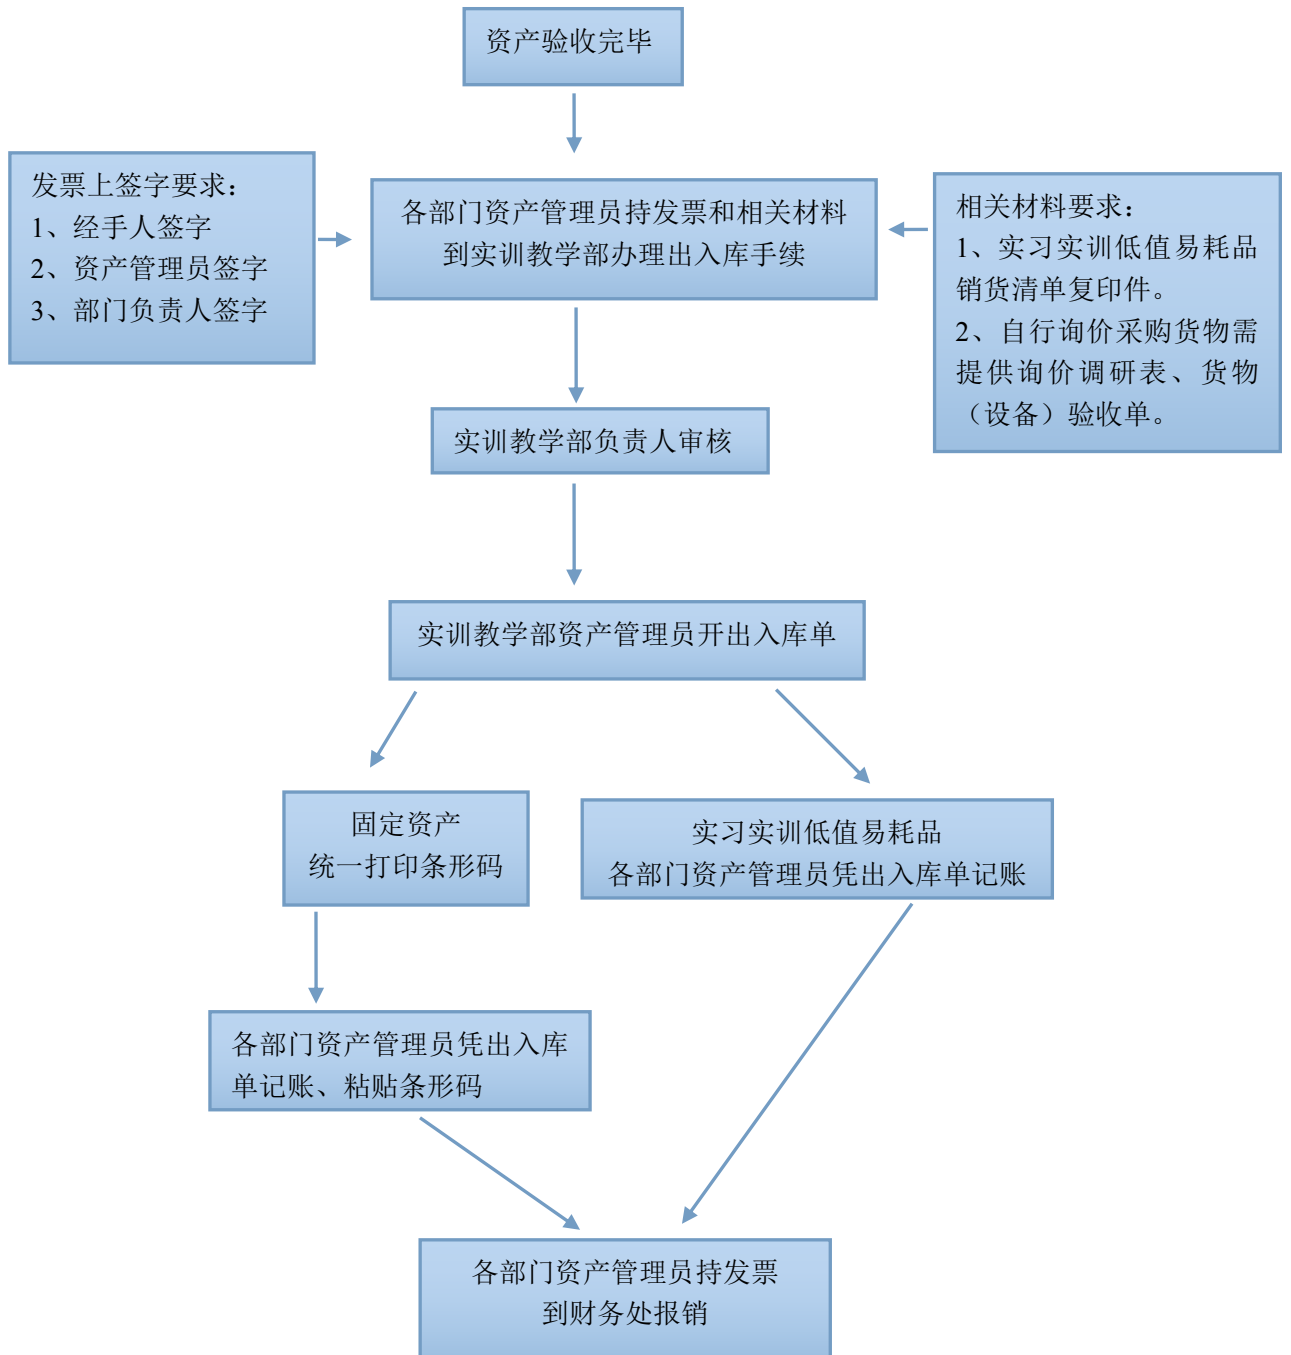 资产验收完毕
发票上签字要求：
1、经手人签字
2、资产管理员签字
3、部门负责人签字
各部门资产管理员持发票和相关材料
到实训教学部办理出入库手续
相关材料要求：
1、实习实训低值易耗品
销货清单复印件。
2、自行询价采购货物需
提供询价调研表、货物
（设备）验收单。
实训教学部负责人审核
实训教学部资产管理员开出入库单
固定资产
统一打印条形码
实习实训低值易耗品
各部门资产管理员凭出入库单记账
各部门资产管理员凭出入库
单记账、粘贴条形码
各部门资产管理员持发票
到财务处报销